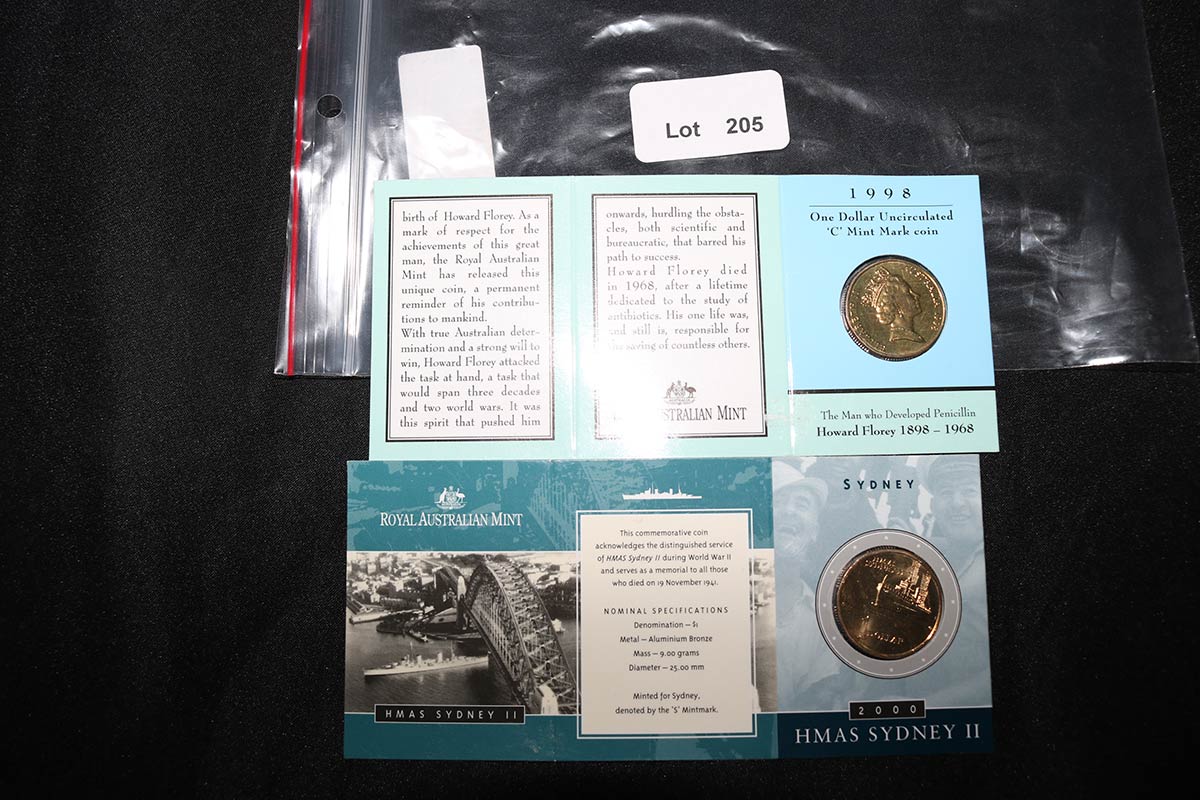 Lot 205
birth of Howard Florey. As a
mark of respect for the
achievements of this great
man, the Royal Australian
Mint has released this
unique coin, a permanent
reminder of his contribu-
tions to mankind.
With true Australian deter-
mination and a strong will to
win, Howard Florey attacked
the task at hand, a task that
would span three decades
and two world wars. It was
this spirit that pushed him
onwards, hurdling the obsta-
cles, both scientific and
bureaucratic, that barred his
path to success.
Howard Florey died
in 1968, after a lifetime
dedicated to the study of
antibiotics. His one life was,
and still is, responsible for
the saving of countless others.
AUSTRALIAN MINT
1998
One Dollar Uncirculated
'C' Mint Mark coin
The Man who Developed Penicillin
Howard Florey 1898 – 1968
ROYAL AUSTRALIAN MINT
HMAS SYDNEY II
This commemorative coin
acknowledges the distinguished service
of HMAS Sydney II during World War II
and serves as a memorial to all those
who died on 19 November 1941.
NOMINAL SPECIFICATIONS
Denomination – $1
Metal – Aluminium Bronze
Mass – 9.00 grams
Diameter – 25.00 mm
Minted for Sydney,
denoted by the 'S' Mintmark.
SYDNEY
2000
HMAS SYDNEY II